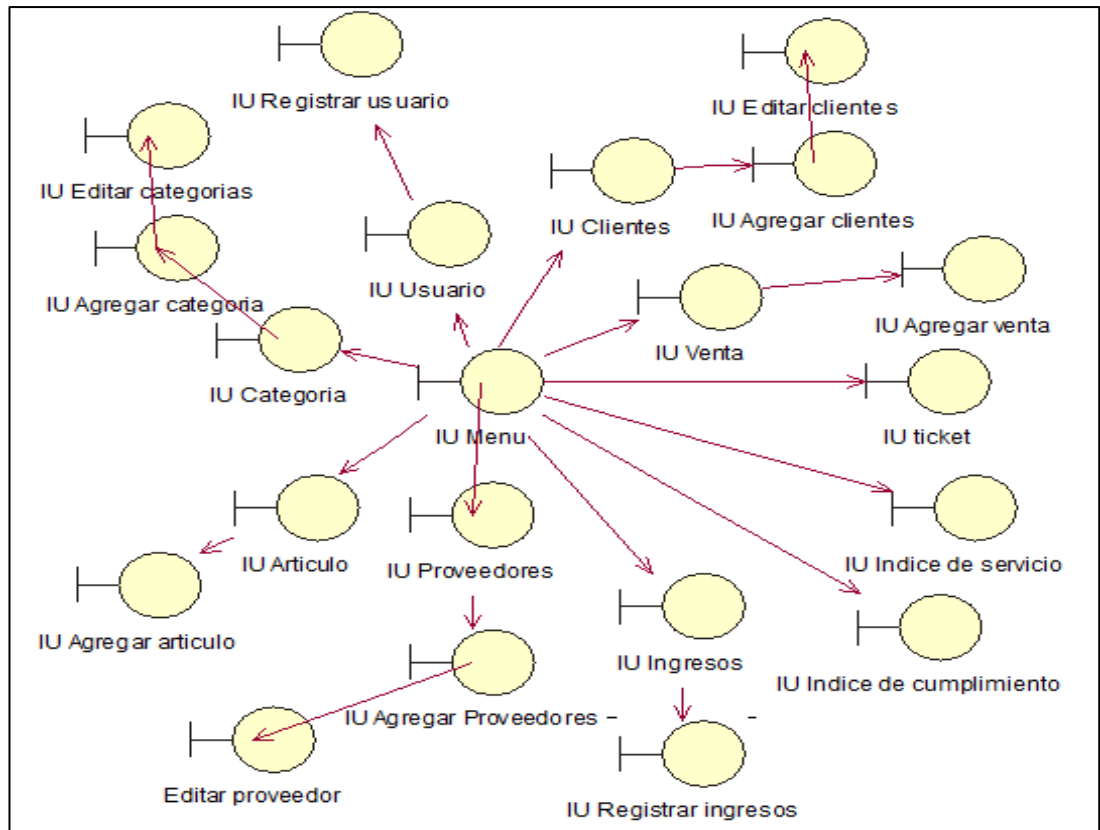 IU Registrar usuario
IU Editar clientes
IU Editar categorias
IU Clientes
IU Agregar clientes
IU Usuario
IU Agregar categoria
IU Agregar venta
IU Venta
IU Categoria
IU Menu
IU ticket
IU Articulo
IU Proveedores
IU Indice de servicio
IU Agregar articulo
IU Ingresos
IU Indice de cumplimiento
IU Agregar Proveedores
Editar proveedor
IU Registrar ingresos